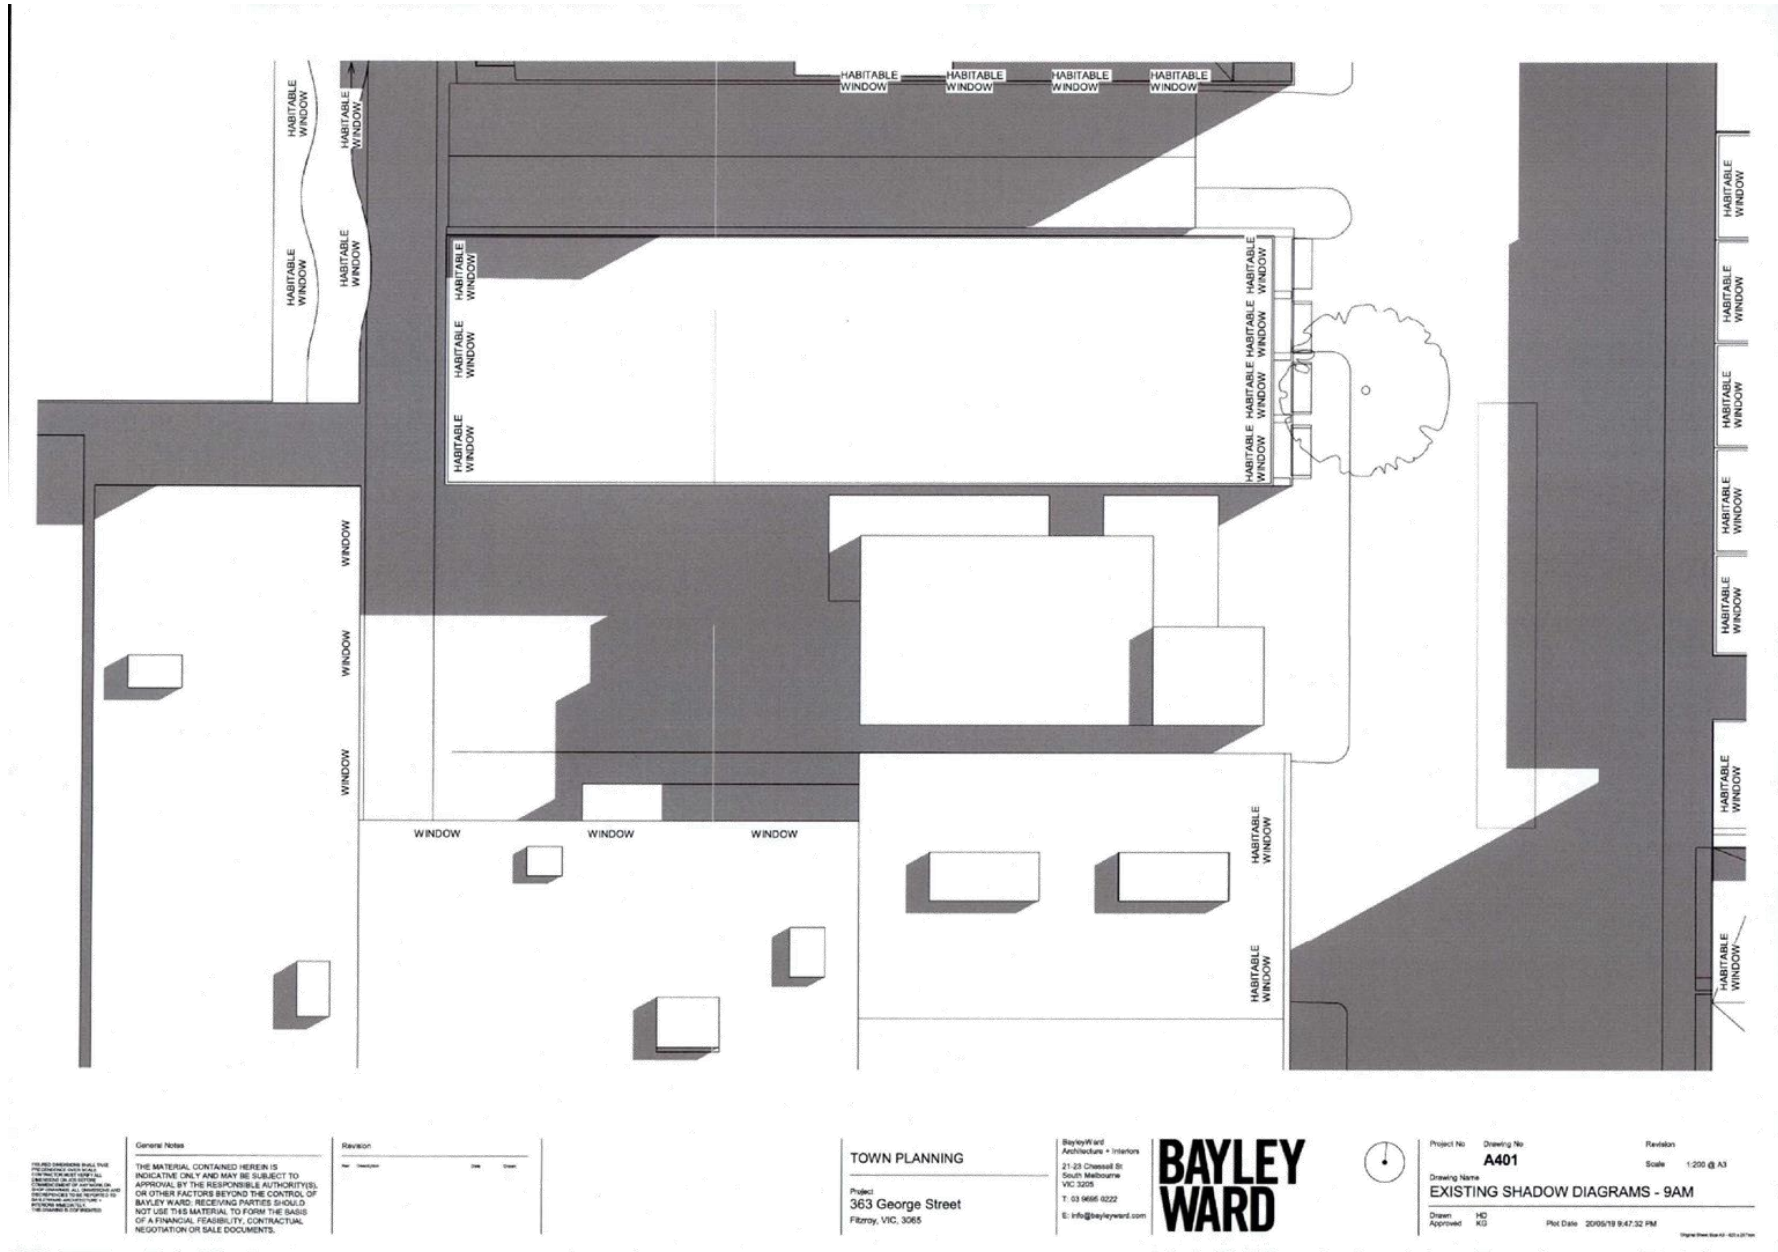 HABITABLE
WINDOW
HABITABLE
WINDOW
HABITABLE
WINDOW
HABITABLE
WINDOW
HABITABLE
WINDOW
HABITABLE
WINDOW
HABITABLE
WINDOW
HABITABLE
WINDOW
HABITABLE
WINDOW
HABITABLE
WINDOW
HABITABLE
WINDOW
HABITABLE
WINDOW
HABITABLE
WINDOW
HABITABLE
WINDOW
HABITABLE
WINDOW
HABITABLE
WINDOW
HABITABLE
WINDOW
HABITABLE
WINDOW
HABITABLE
WINDOW
HABITABLE
WINDOW
WINDOW
WINDOW
WINDOW
WINDOW
WINDOW
WINDOW
HABITABLE
WINDOW
HABITABLE
WINDOW
HABITABLE
WINDOW
HABITABLE
WINDOW
General Notes
THE MATERIAL CONTAINED HEREIN IS
INDICATIVE ONLY AND MAY BE SUBJECT TO
APPROVAL BY THE RESPONSIBLE AUTHORITY(S).
OR OTHER FACTORS BEYOND THE CONTROL OF
BAYLEY WARD; RECEIVING PARTIES SHOULD
NOT USE THIS MATERIAL TO FORM THE BASIS
OF A FINANCIAL FEASIBILITY, CONTRACTUAL
NEGOTIATION OR SALE DOCUMENTS.
Revision
Description
Date
TOWN PLANNING
Project
363 George Street
Fitzroy, VIC, 3065
BayleyWard
Architecture + Interiors
21-23 Chessell St
South Melbourne
VIC 3205
T: 03 9695 0222
E: info@bayleyward.com
BAYLEY
WARD
Project No
Drawing No
Revision
A401
Scale 1:200 @ A3
Drawing Name
EXISTING SHADOW DIAGRAMS - 9AM
Drawn HD
Approved KG
Plot Date 20/05/19 9:47:32 PM